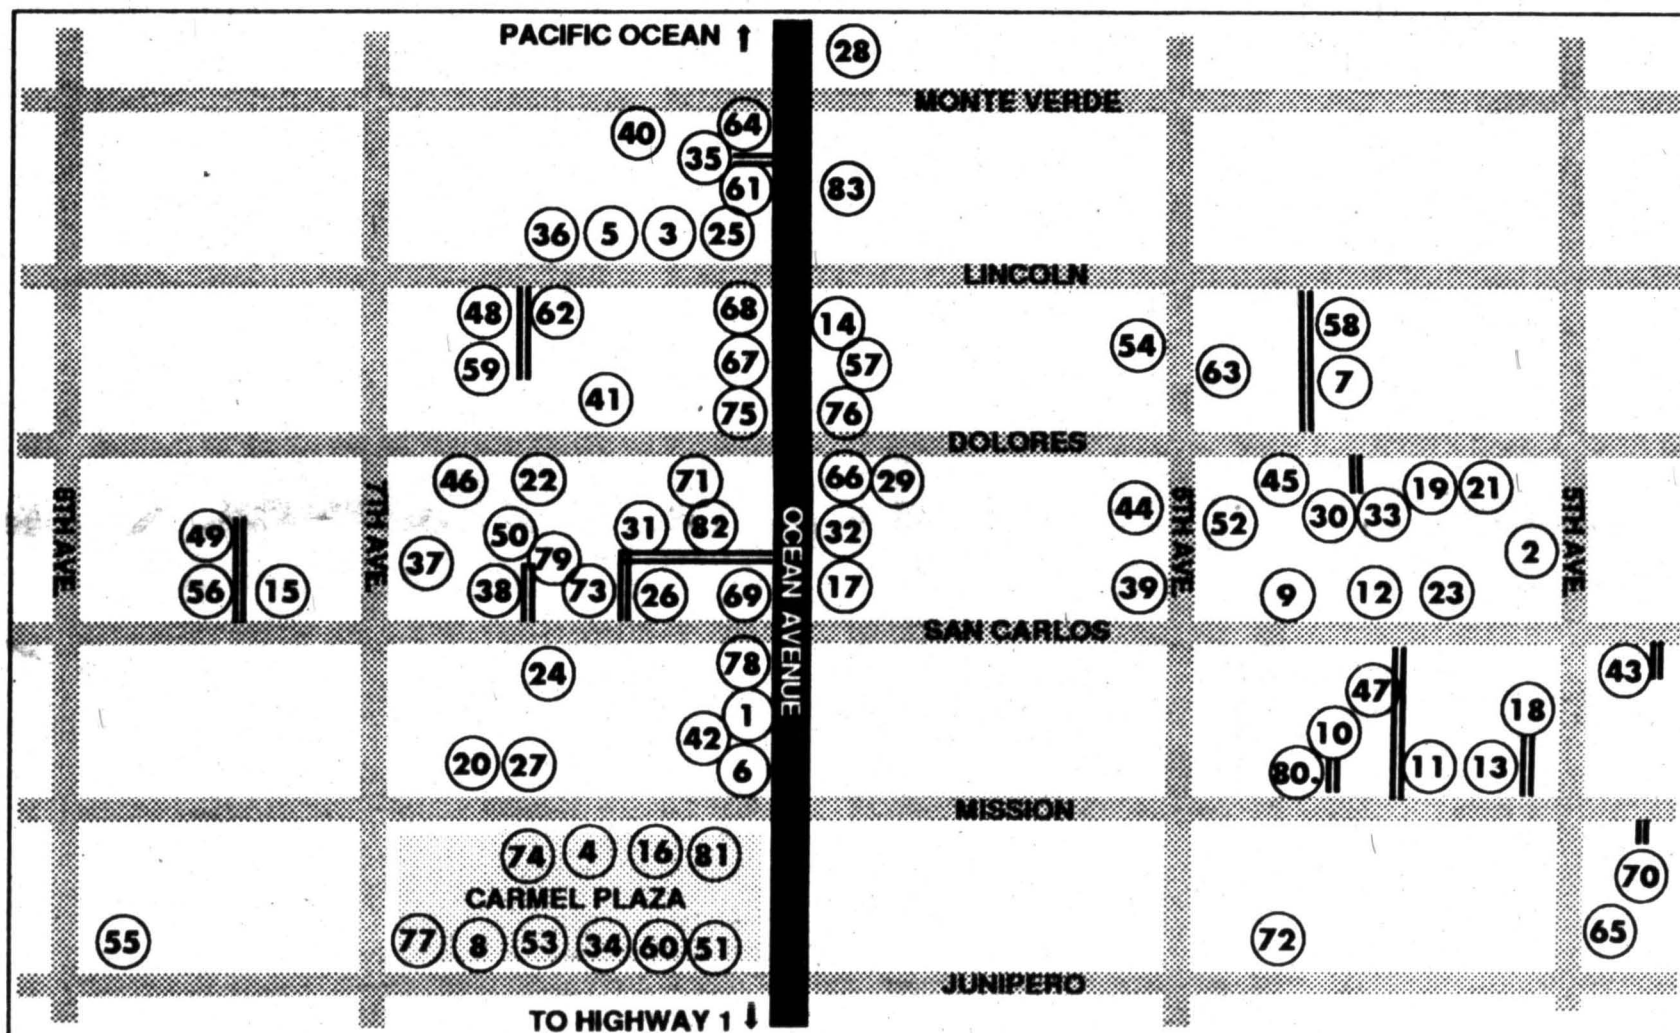 PACIFIC OCEAN ↑
28
MONTE VERDE
40 64
35
61 83
36 5 3 25
LINCOLN
48 62 68 14 54 58
59 67 57 63 7
41 75 76
DOLORES
46 22 71 66 29 44 45 19 21
49 50 31 82 32 52 30 33 2
37 79
56 15 38 73 26 69 17 39 9 12 23
8TH AVE
7TH AVE
OCEAN AVENUE
5TH AVE
5TH AVE
SAN CARLOS
24 78 47 43
42 1 10 18
20 27 6 80. 11 13
MISSION
74 4 16 81 70
CARMEL PLAZA
55 77 8 53 34 60 51 72 65
JUNIPERO
TO HIGHWAY 1 ↓